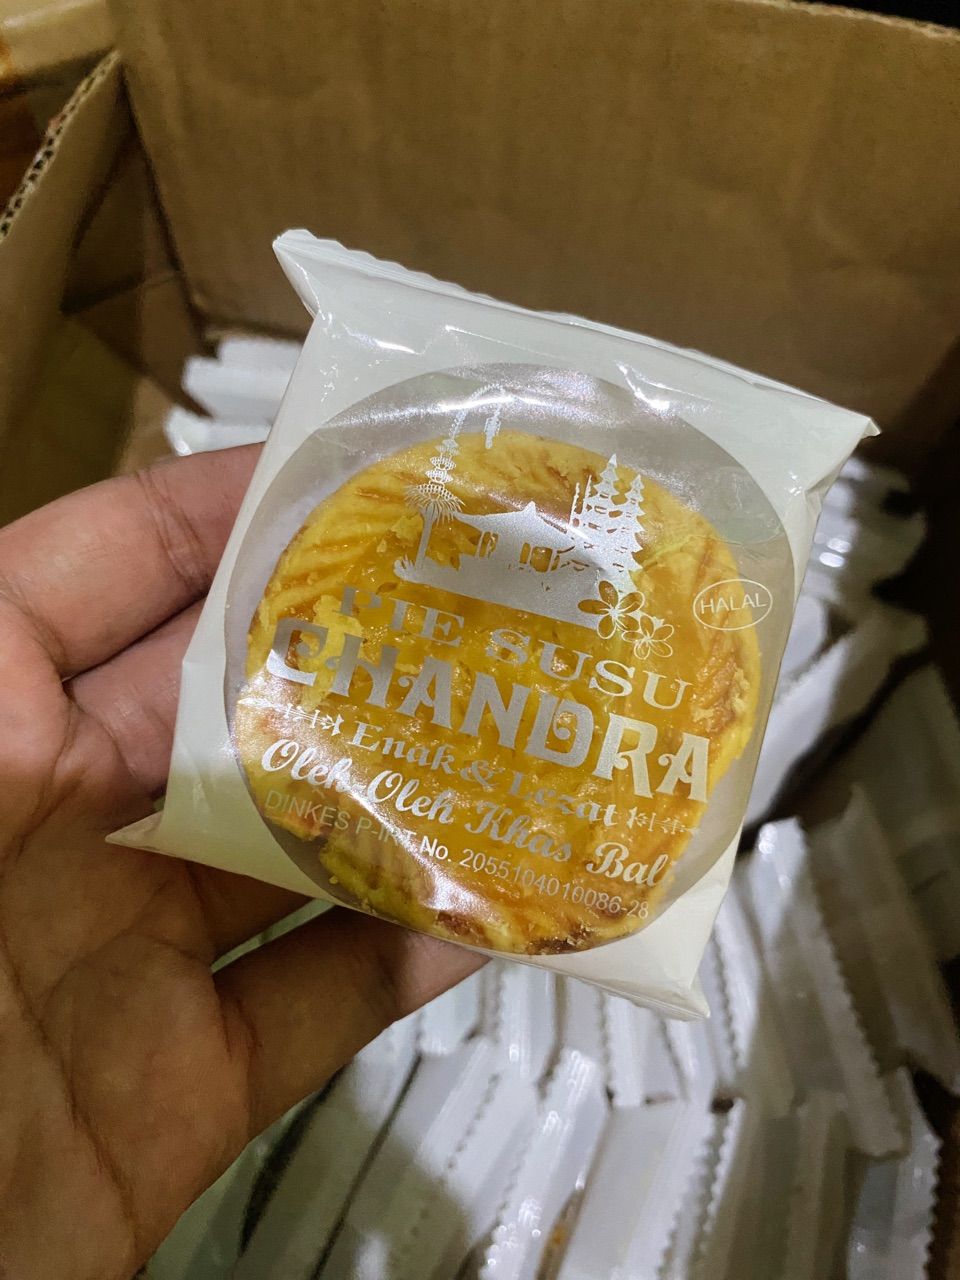 HALAL
PIE SUSU
CHANDRA
Enak & Lezat
Oleh Oleh Khas Bali
DINKES P-IRT No. 2055104010086-28